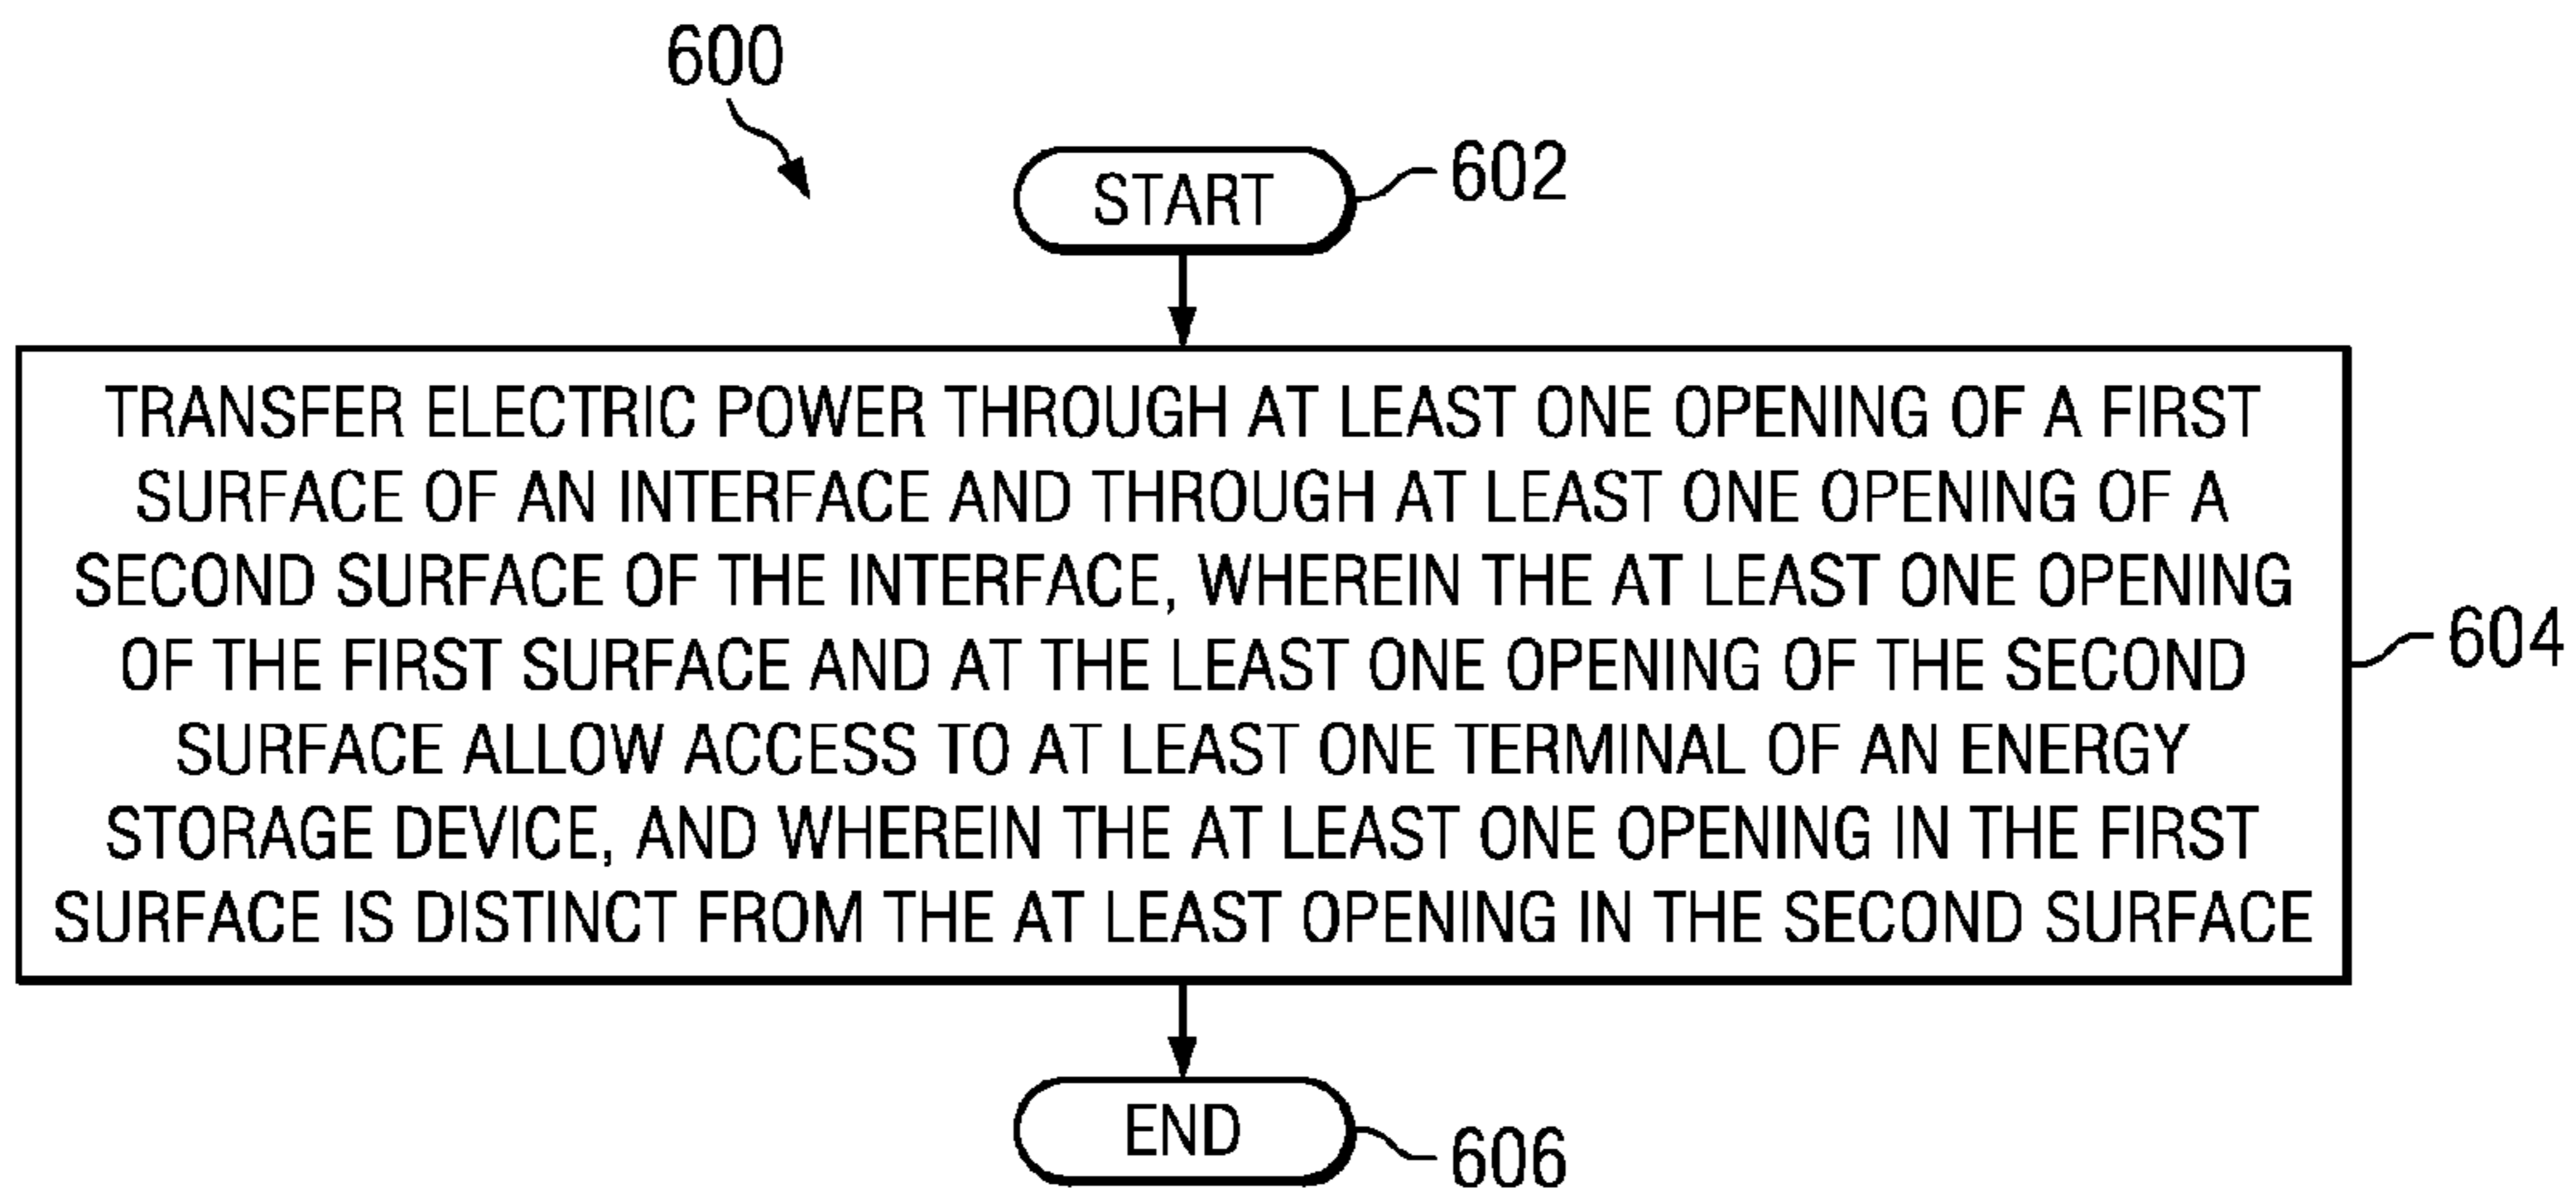 600
START
602
TRANSFER ELECTRIC POWER THROUGH AT LEAST ONE OPENING OF A FIRST
SURFACE OF AN INTERFACE AND THROUGH AT LEAST ONE OPENING OF A
SECOND SURFACE OF THE INTERFACE, WHEREIN THE AT LEAST ONE OPENING
OF THE FIRST SURFACE AND AT THE LEAST ONE OPENING OF THE SECOND
SURFACE ALLOW ACCESS TO AT LEAST ONE TERMINAL OF AN ENERGY
STORAGE DEVICE, AND WHEREIN THE AT LEAST ONE OPENING IN THE FIRST
SURFACE IS DISTINCT FROM THE AT LEAST OPENING IN THE SECOND SURFACE
604
END
606